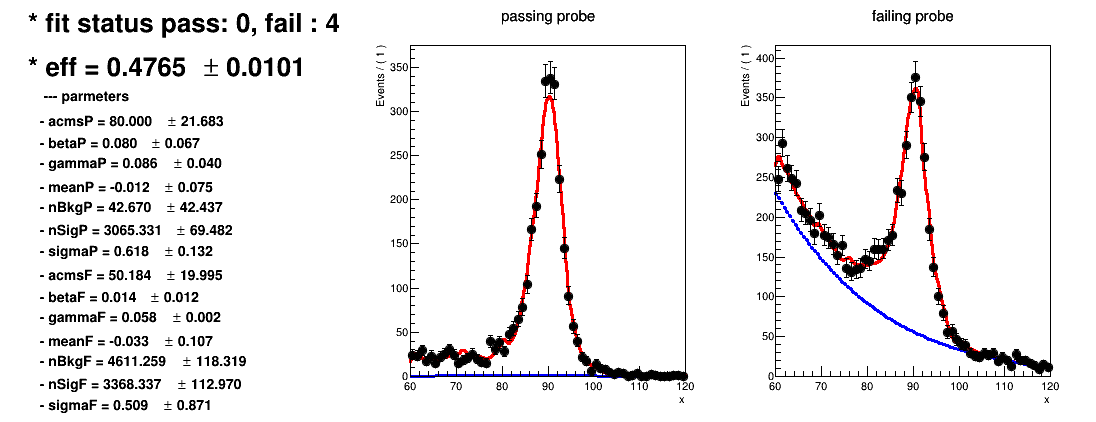 * fit status pass: 0, fail : 4
* eff = 0.4765 ± 0.0101
--- parmeters
- acmsP = 80.000 ± 21.683
- betaP = 0.080 ± 0.067
- gammaP = 0.086 ± 0.040
- meanP = -0.012 ± 0.075
- nBkgP = 42.670 ± 42.437
- nSigP = 3065.331 ± 69.482
- sigmaP = 0.618 ± 0.132
- acmsF = 50.184 ± 19.995
- betaF = 0.014 ± 0.012
- gammaF = 0.058 ± 0.002
- meanF = -0.033 ± 0.107
- nBkgF = 4611.259 ± 118.319
- nSigF = 3368.337 ± 112.970
- sigmaF = 0.509 ± 0.871
passing probe
Events / ( 1 )
350
300
250
200
150
100
50
0
60 70 80 90 100 110 120
x
failing probe
Events / ( 1 )
400
350
300
250
200
150
100
50
0
60 70 80 90 100 110 120
x